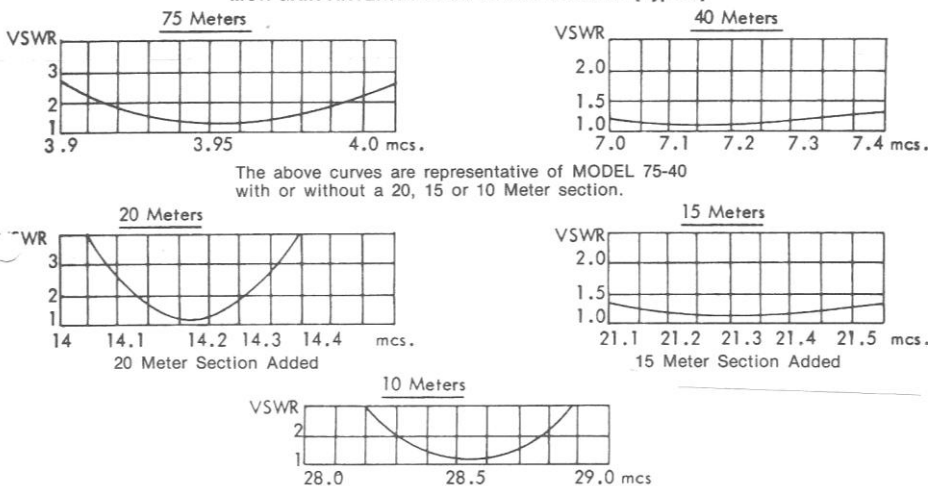 75 Meters
VSWR
3
2
1
3.9 3.95 4.0 mcs.
40 Meters
VSWR
2.0
1.5
1.0
7.0 7.1 7.2 7.3 7.4 mcs.
The above curves are representative of MODEL 75-40
with or without a 20, 15 or 10 Meter section.
20 Meters
WR
3
2
1
14 14.1 14.2 14.3 14.4 mcs.
20 Meter Section Added
15 Meters
VSWR
2.0
1.5
1.0
21.1 21.2 21.3 21.4 21.5 mcs.
15 Meter Section Added
10 Meters
VSWR
2
1
28.0 28.5 29.0 mcs